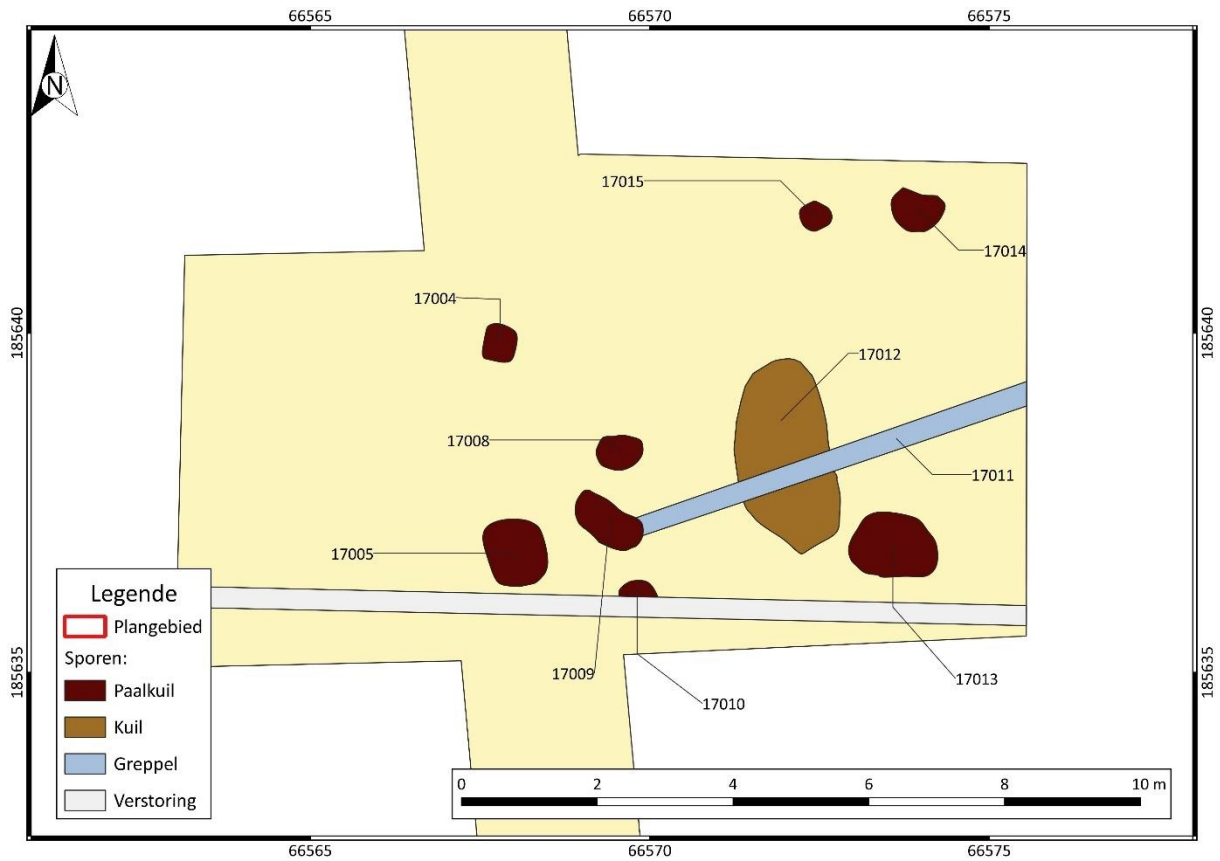 66565 66570 66575
N
17015
17014
17004
185640 185640
17012
17008
17011
17005
Legende
Plangebied
Sporen:
Paalkuil
Kuil
Greppel
Verstoring
17009
17010
17013
185635 185635
0 2 4 6 8 10 m
66565 66570 66575